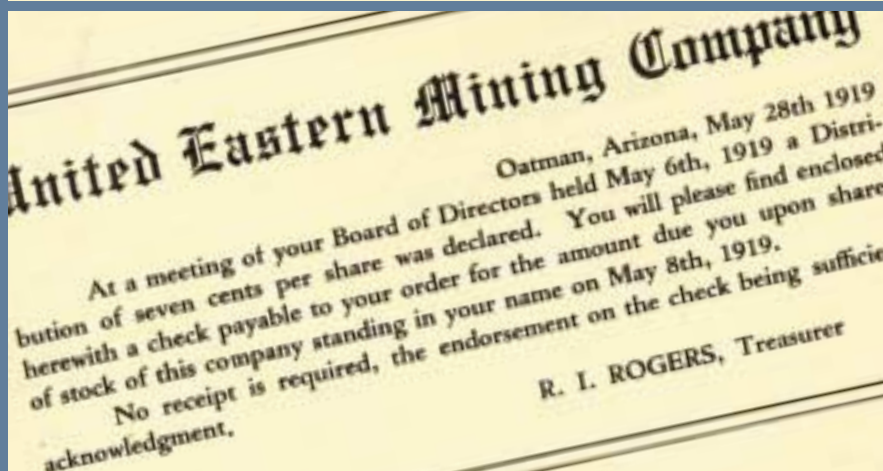 United Eastern Mining Company
Oatman, Arizona, May 28th 1919
At a meeting of your Board of Directors held May 6th, 1919 a Distri-
bution of seven cents per share was declared. You will please find enclosed
herewith a check payable to your order for the amount due you upon share
of stock of this company standing in your name on May 8th, 1919.
No receipt is required, the endorsement on the check being sufficie
acknowledgment.
R. I. ROGERS, Treasurer